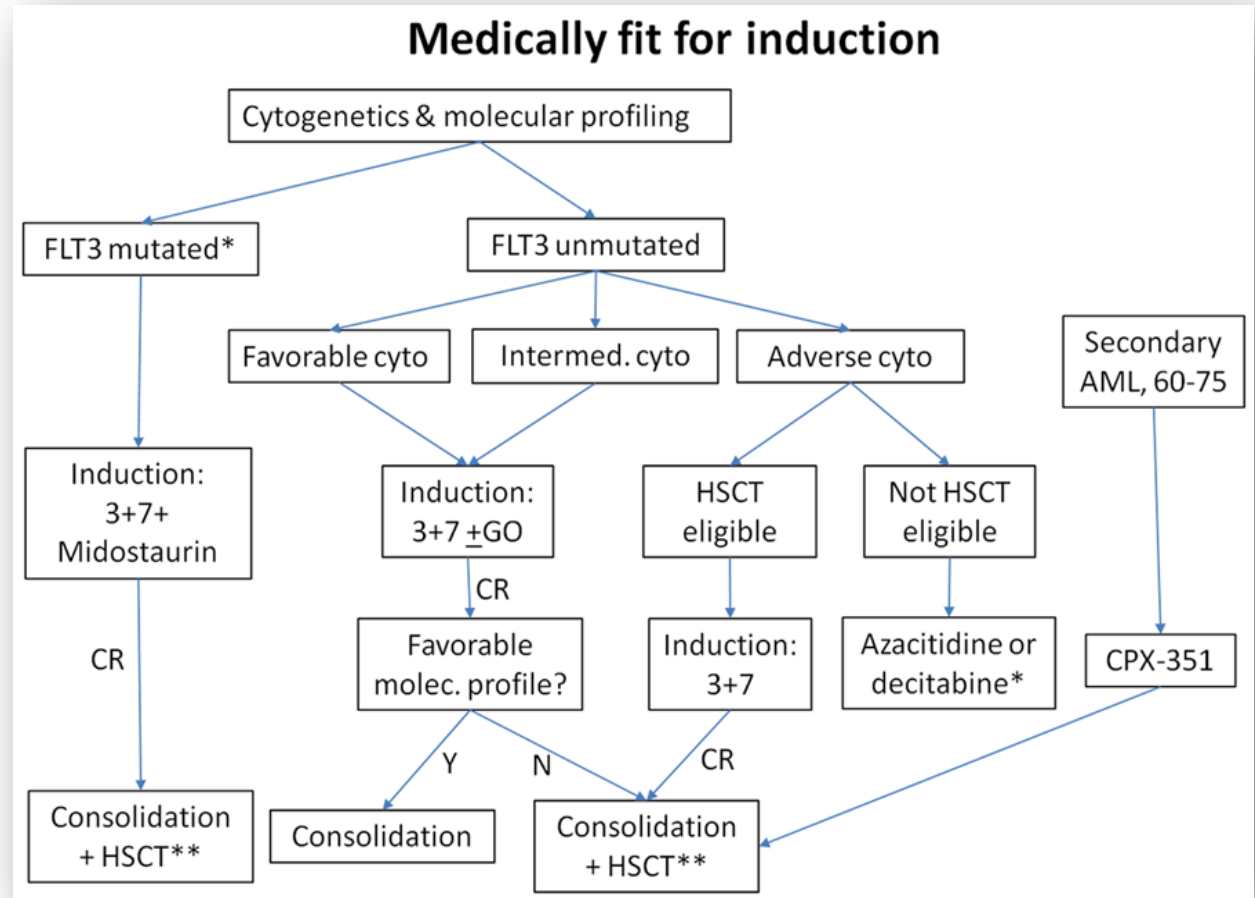 Medically fit for induction
Cytogenetics & molecular profiling
FLT3 mutated*
FLT3 unmutated
Favorable cyto
Intermed. cyto
Adverse cyto
Secondary
AML, 60-75
Induction:
3+7+
Midostaurin
Induction:
3+7 ±GO
HSCT
eligible
Not HSCT
eligible
CR
CR
Favorable
molec. profile?
Induction:
3+7
Azacitidine or
decitabine*
CPX-351
Y
N
CR
Consolidation
+ HSCT**
Consolidation
Consolidation
+ HSCT**